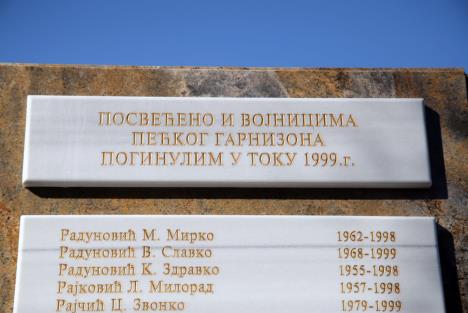 ПОСВЕЋЕНО И ВОЈНИЦИМА
ПЕЋКОГ ГАРНИЗОНА
ПОГИНУЛИМ У ТОКУ 1999.г.
Радуновић М. Мирко 1962-1998
Радуновић В. Славко 1968-1999
Радуновић К. Здравко 1955-1998
Рајковић Л. Милорад 1957-1998
Рајчић Ц. Звонко 1979-1999